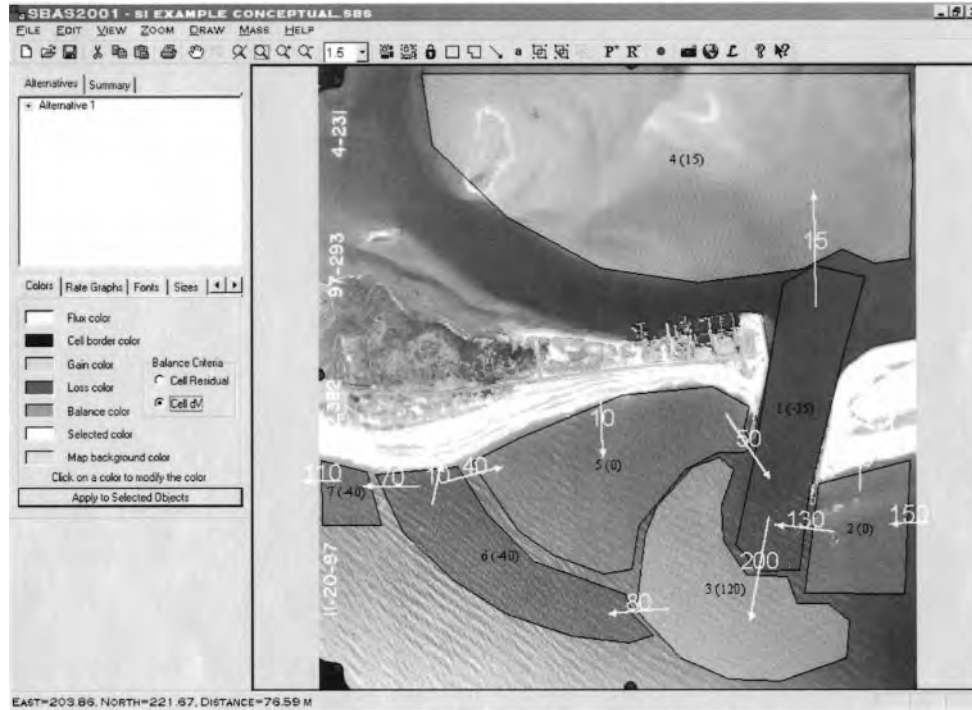 SBAS2001 - SI EXAMPLE CONCEPTUAL.SBS
FILE EDIT VIEW ZOOM DRAW MASS HELP
1.5
a P+ R- £ ?
Alternatives Summary
Alternative 1
Colors Rate Graphs Fonts Sizes
Flux color
Cell border color
Gain color
Loss color
Balance color
Selected color
Map background color
Balance Criteria
Cell Residual
Cell dV
Click on a color to modify the color
Apply to Selected Objects
4-231
97-293
11-20-97
4 (15)
15
1 (-35)
10
5 (0)
50
110
70
10
40
7 (-40)
130
2 (0)
150
6 (-40)
200
3 (120)
80
EAST=203.86, NORTH=221.67, DISTANCE=76.59 M